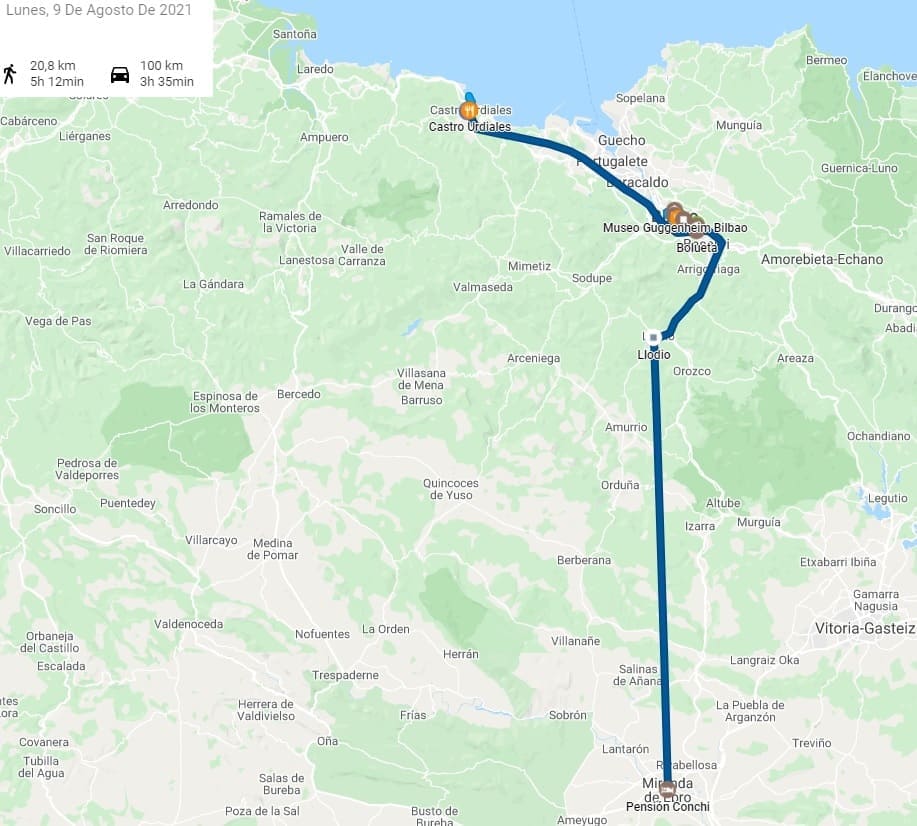 Lunes, 9 De Agosto De 2021
20,8 km
5h 12min
100 km
3h 35min
Santoña
Laredo
Bermeo
Elanchove
Sopelana
Castro Urdiales
Castro Urdiales
Cabárceno
Liérganes
Ampuero
Munguía
Guecho
Portugalete
Baracaldo
Guernica-Luno
Arredondo
Ramales de
la Victoria
Museo Guggenheim Bilbao
Bolueta
San Roque
de Riomiera
Villacarriedo
Valle de
Carranza
Lanestosa
Amorebieta-Echano
Mimetiz
Sodupe
Arrigorriaga
La Gándara
Valmaseda
Vega de Pas
Durango
Llodio
Arceniega
Orozco
Areaza
Villasana
de Mena
Barruso
Espinosa de
los Monteros
Bercedo
Amurrio
Ochandiano
Pedrosa de
Valdeporres
Quincoces
de Yuso
Orduña
Legutio
Puentedey
Soncillo
Altube
Izarra
Murguía
Villarcayo
Medina
de Pomar
Berberana
Etxabarri Ibiña
Gamarra
Nagusia
Valdenoceda
Nofuentes
La Orden
Vitoria-Gasteiz
Orbaneja
del Castillo
Escalada
Herrán
Villanañe
Langraiz Oka
Trespaderne
Salinas
de Añana
Herrera de
Valdivielso
Frías
Sobrón
La Puebla de
Arganzón
Covanera
Oña
Lantarón
Treviño
Tubilla
del Agua
Salas de
Bureba
Ribabellosa
Miranda
de Ebro
Pensión Conchi
Poza de la Sal
Busto de
Bureba
Ameyugo